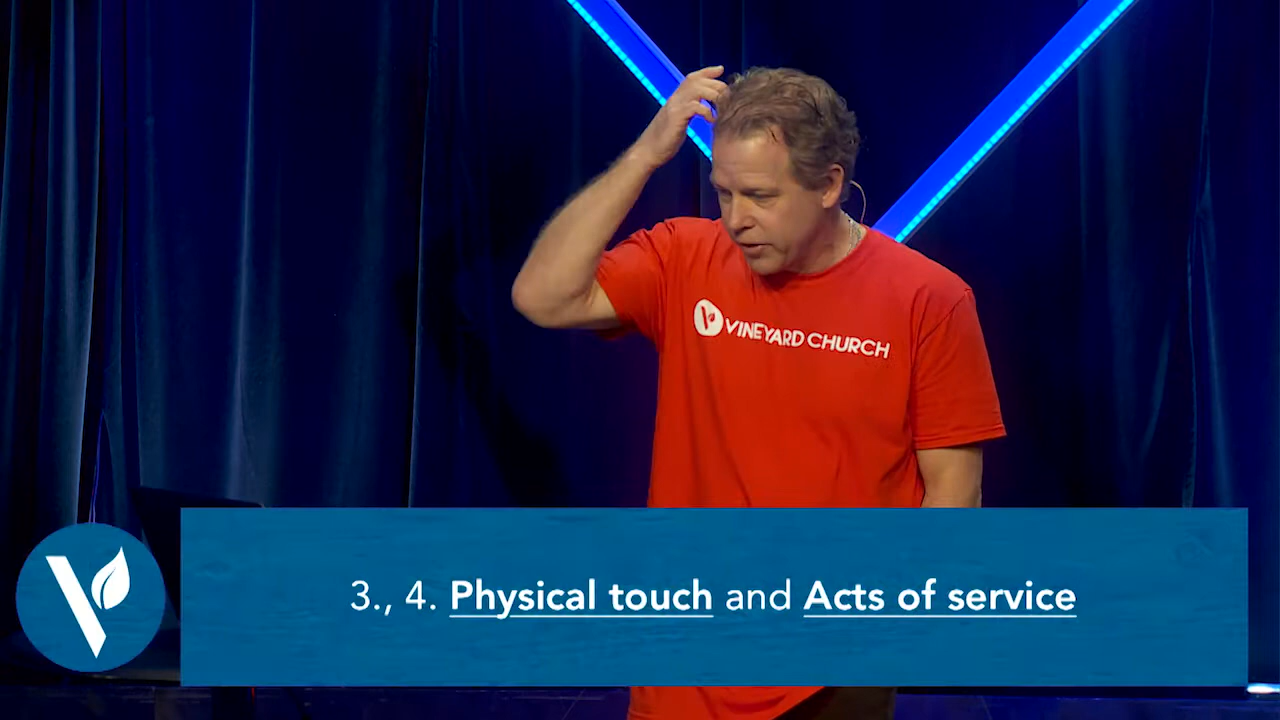 VINEYARD CHURCH
3., 4. Physical touch and Acts of service